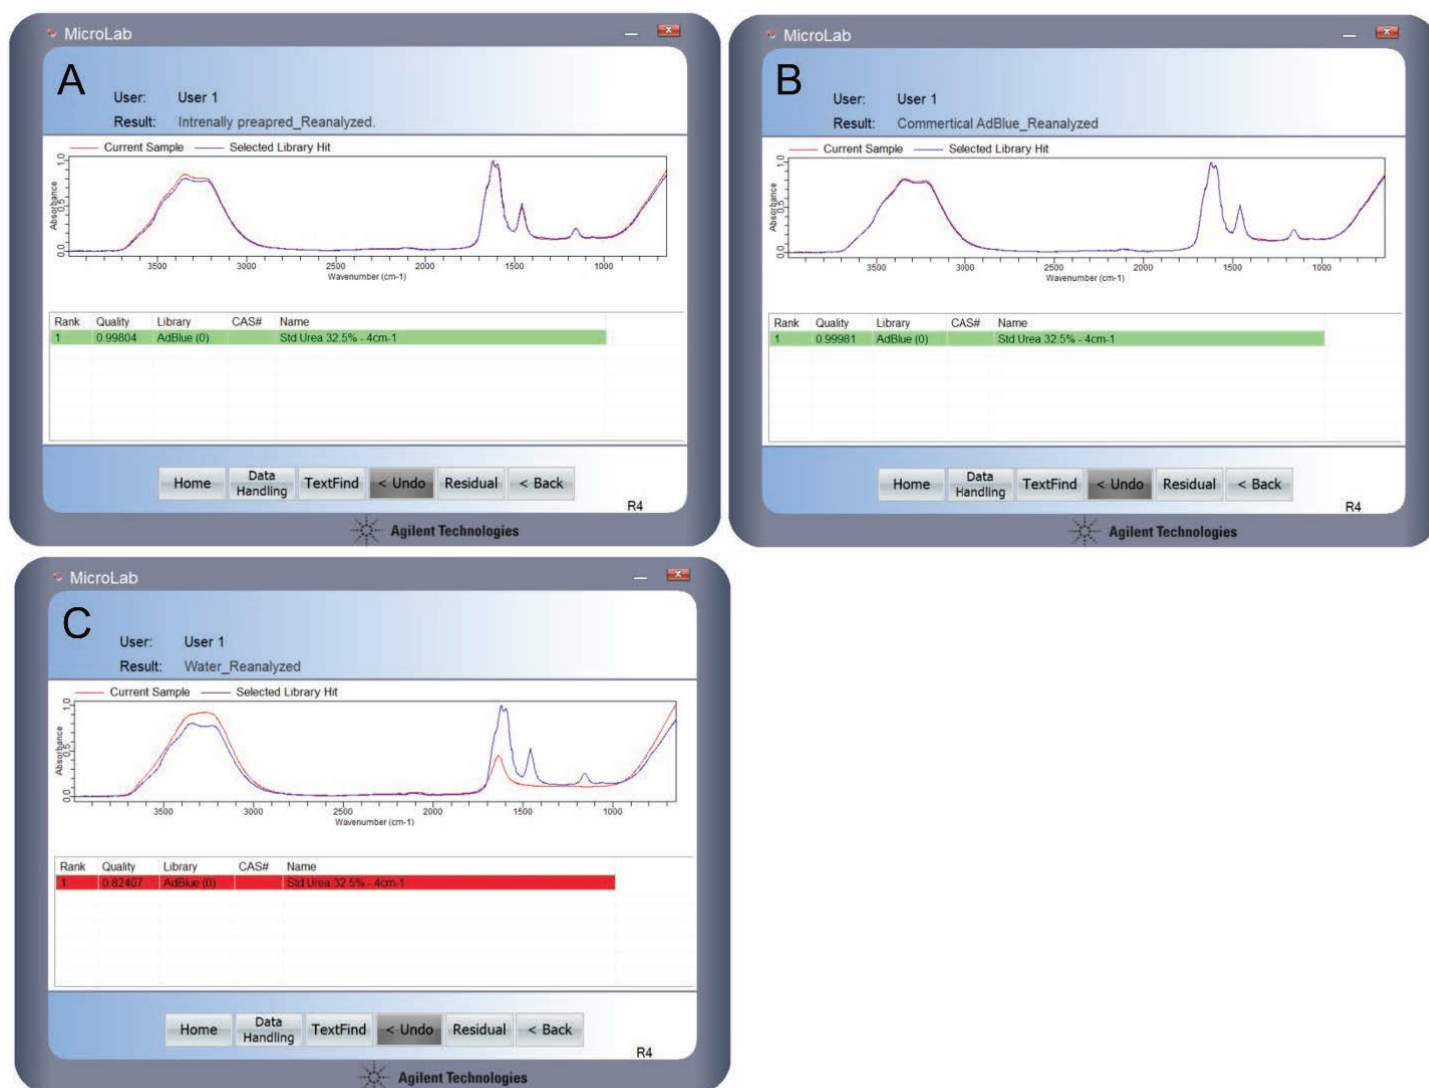 A
MicroLab
User: User 1
Result: Intrenally preapred_Reanalyzed.
Current Sample Selected Library Hit
1.0
0.5
0.0
Absorbance
3500 3000 2500 2000 1500 1000
Wavenumber (cm-1)
Rank Quality Library CAS# Name
1 0.99804 AdBlue (0) Std Urea 32.5% - 4cm-1
Home Data Handling TextFind < Undo Residual < Back
R4
Agilent Technologies
B
MicroLab
User: User 1
Result: Commertical AdBlue_Reanalyzed
Current Sample Selected Library Hit
1.0
0.5
0.0
Absorbance
3500 3000 2500 2000 1500 1000
Wavenumber (cm-1)
Rank Quality Library CAS# Name
1 0.99981 AdBlue (0) Std Urea 32.5% - 4cm-1
Home Data Handling TextFind < Undo Residual < Back
R4
Agilent Technologies
C
MicroLab
User: User 1
Result: Water_Reanalyzed
Current Sample Selected Library Hit
1.0
0.5
0.0
Absorbance
3500 3000 2500 2000 1500 1000
Wavenumber (cm-1)
Rank Quality Library CAS# Name
1 0.82407 AdBlue (0) Std Urea 32.5% - 4cm-1
Home Data Handling TextFind < Undo Residual < Back
R4
Agilent Technologies